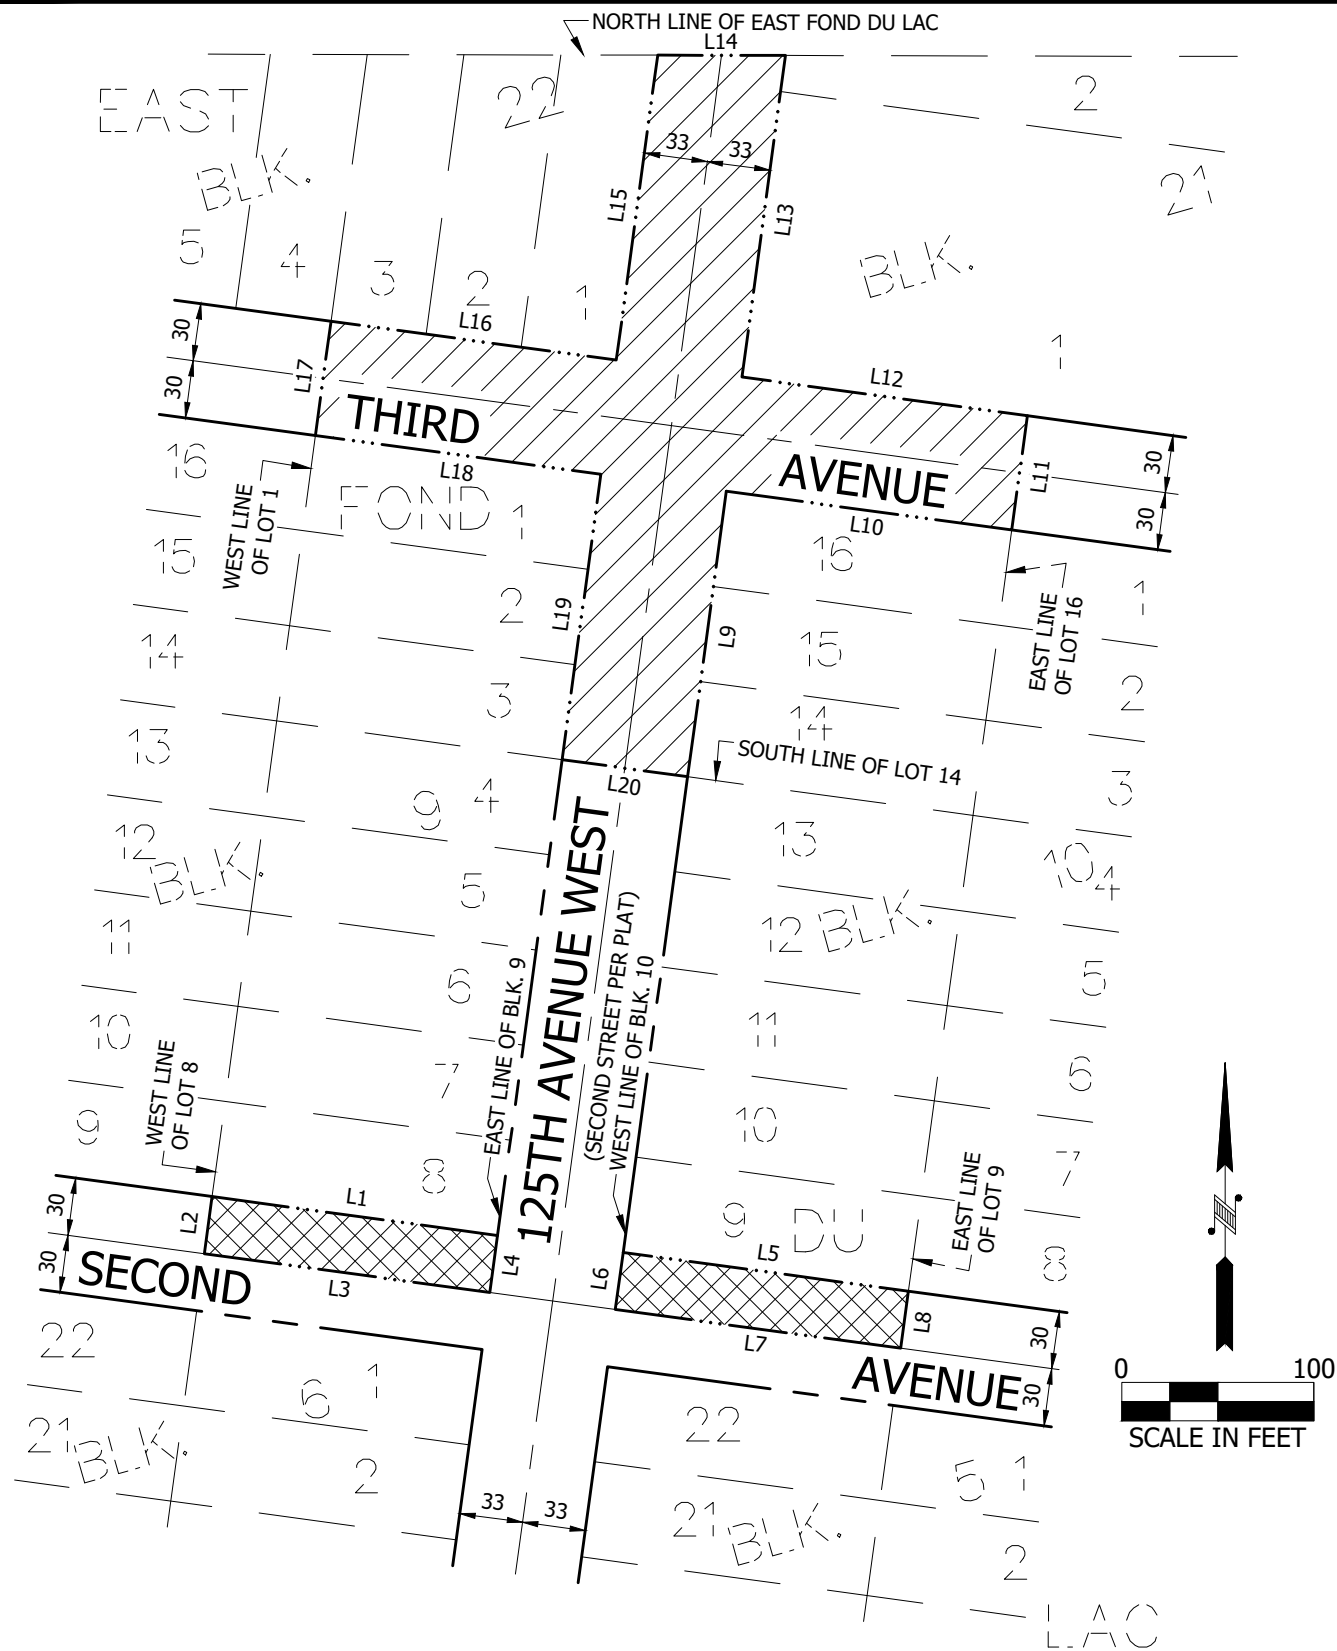 NORTH LINE OF EAST FOND DU LAC
L14
EAST
22
2
BLK.
33
33
21
L15
L13
5
4
3
2
1
BLK.
30
L16
1
30
L17
L12
THIRD
AVENUE
L11
30
30
16
L18
L10
WEST LINE
OF LOT 1
FOND
1
16
15
2
L19
L9
15
EAST LINE
OF LOT 16
1
14
3
14
2
13
SOUTH LINE OF LOT 14
L20
9
4
3
12
BLK.
13
10
4
5
125TH AVENUE WEST
(SECOND STREET PER PLAT)
12
BLK.
11
6
EAST LINE OF BLK. 9
WEST LINE OF BLK. 10
5
10
7
11
6
WEST LINE
OF LOT 8
9
8
10
7
EAST LINE
OF LOT 9
30
L2
L1
L4
9
DU
L5
8
30
SECOND
L3
L6
L7
L8
30
AVENUE
30
22
6
1
22
21
BLK.
2
5
1
33
33
21
BLK.
2
LAC
0
100
SCALE IN FEET